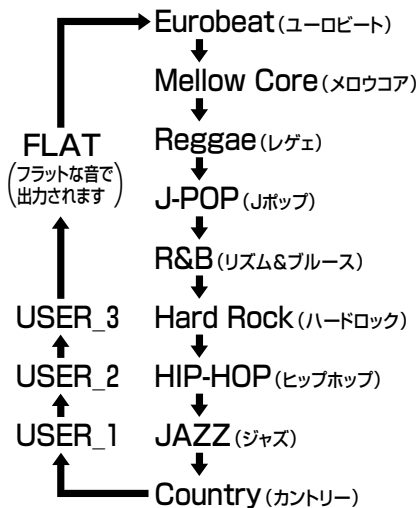 Eurobeat(ユーロビート)
Mellow Core(メロウコア)
Reggae(レゲェ)
J-POP(Jポップ)
R&B(リズム&ブルース)
Hard Rock(ハードロック)
HIP-HOP(ヒップホップ)
JAZZ(ジャズ)
Country(カントリー)
USER_1
USER_2
USER_3
FLAT
(フラットな音で
出力されます)